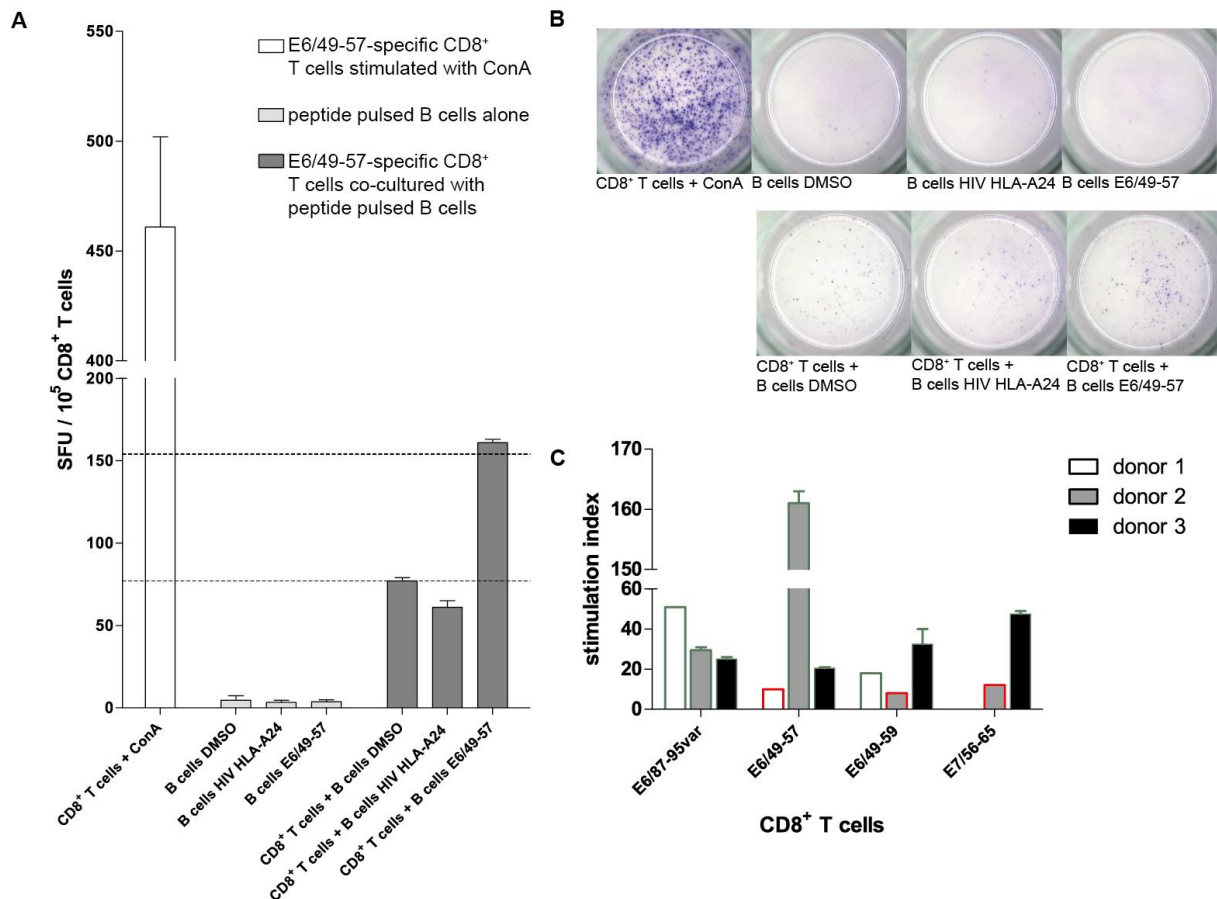 A
550
500
450
400
200
150
100
50
0
SFU / 10⁵ CD8⁺ T cells
E6/49-57-specific CD8⁺
T cells stimulated with ConA
peptide pulsed B cells alone
E6/49-57-specific CD8⁺
T cells co-cultured with
peptide pulsed B cells
CD8⁺ T cells + ConA
B cells DMSO
B cells HIV HLA-A24
B cells E6/49-57
CD8⁺ T cells + B cells DMSO
CD8⁺ T cells + B cells HIV HLA-A24
CD8⁺ T cells + B cells E6/49-57
B
CD8⁺ T cells + ConA
B cells DMSO
B cells HIV HLA-A24
B cells E6/49-57
CD8⁺ T cells +
B cells DMSO
CD8⁺ T cells +
B cells HIV HLA-A24
CD8⁺ T cells +
B cells E6/49-57
C
170
160
150
60
40
20
0
stimulation index
donor 1
donor 2
donor 3
E6/87-95var
E6/49-57
E6/49-59
E7/56-65
CD8⁺ T cells